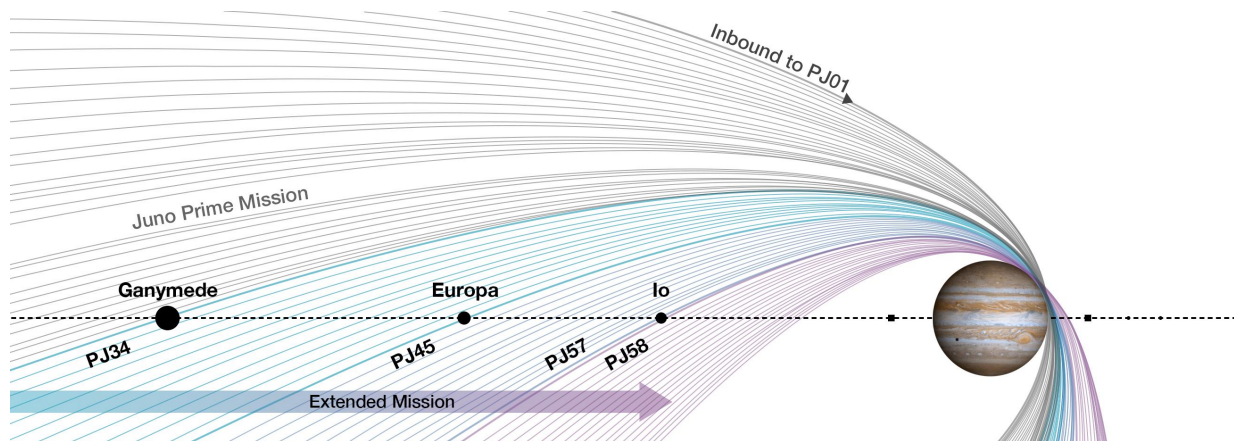 Inbound to PJ01
Juno Prime Mission
Ganymede
Europa
Io
PJ34
PJ45
PJ57
PJ58
Extended Mission